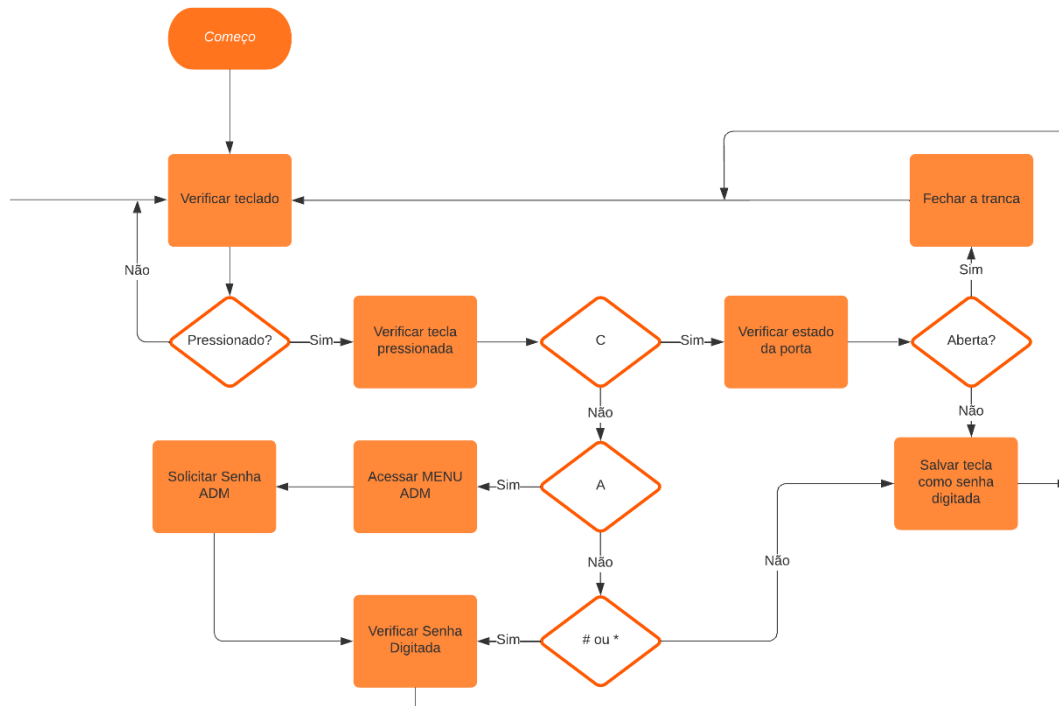 Começo
Verificar teclado
Fechar a tranca
Não
Sim
Pressionado?
Sim
Verificar tecla
pressionada
C
Sim
Verificar estado
da porta
Aberta?
Não
Não
Solicitar Senha
ADM
Acessar MENU
ADM
Sim
A
Salvar tecla
como senha
digitada
Não
Não
Verificar Senha
Digitada
Sim
# ou *